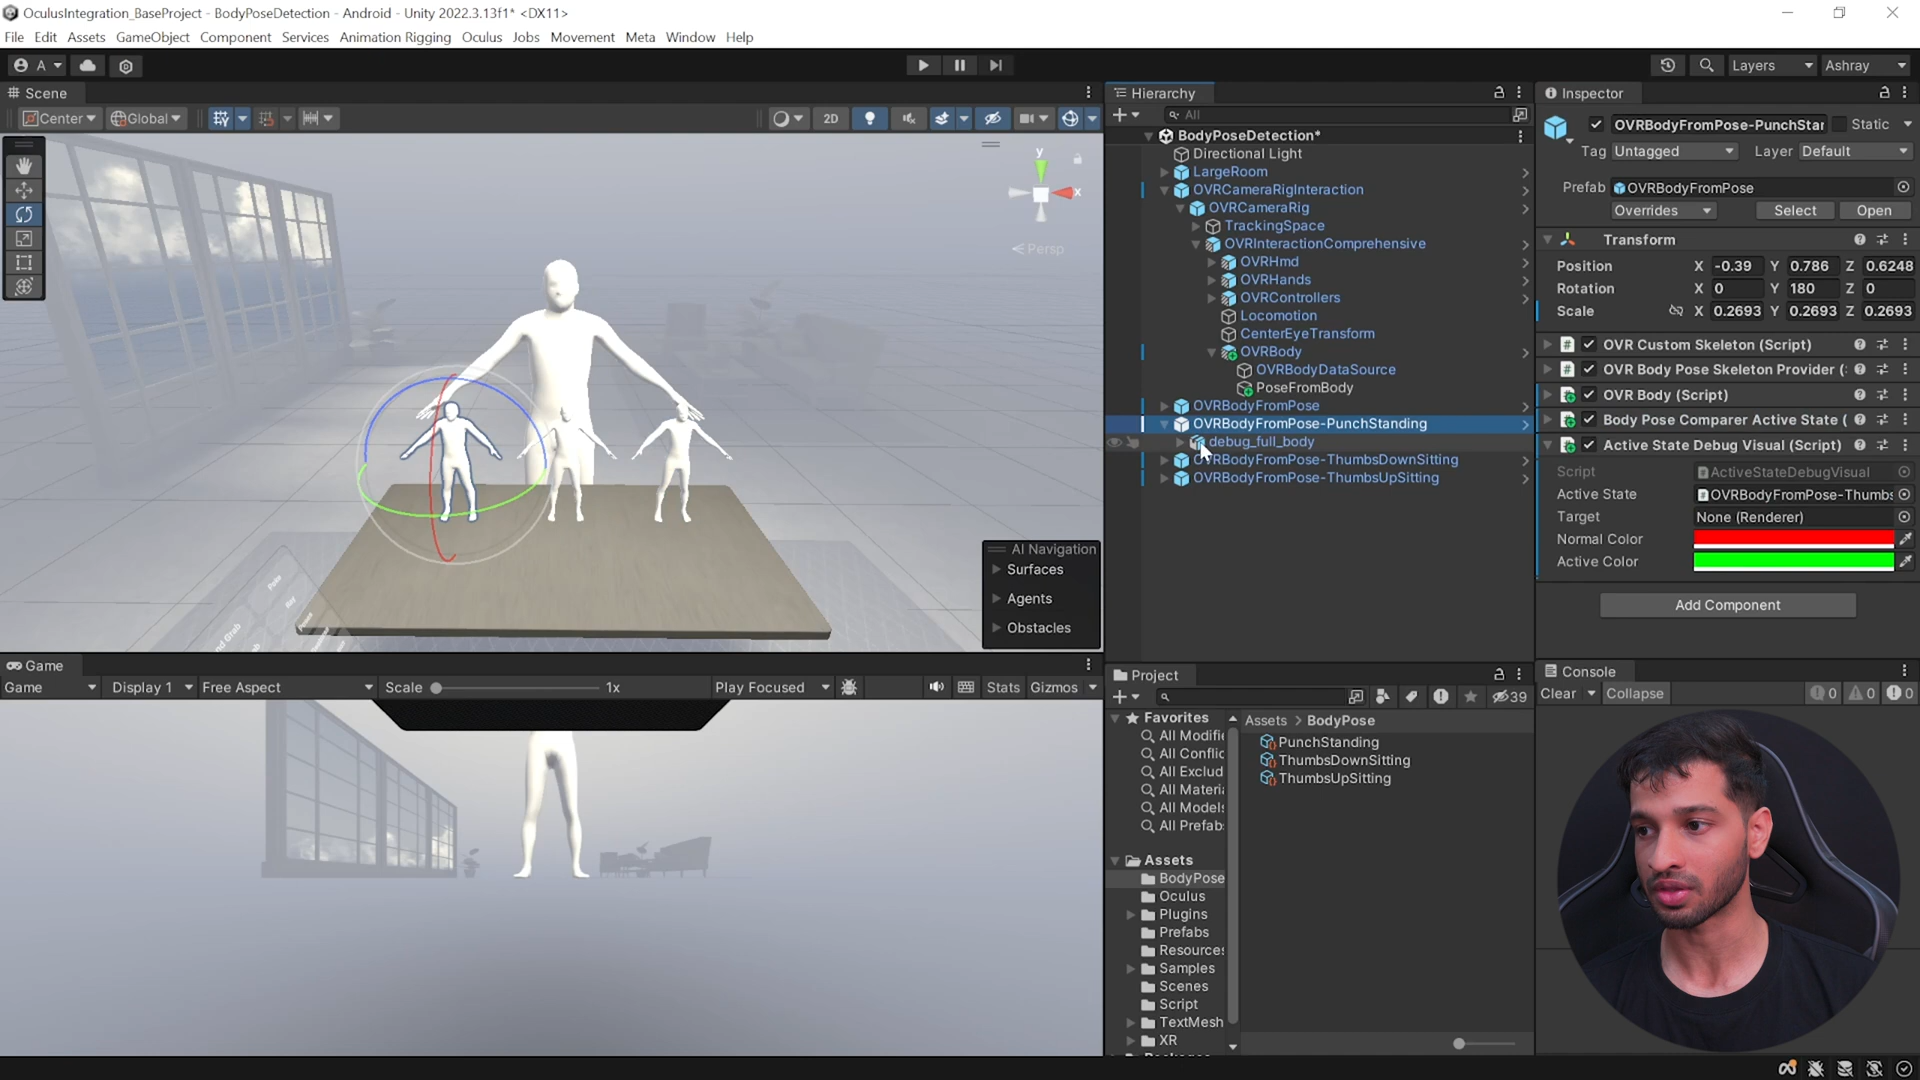 OculusIntegration_BaseProject - BodyPoseDetection - Android - Unity 2022.3.13f1* <DX11>
File Edit Assets GameObject Component Services Animation Rigging Oculus Jobs Movement Meta Window Help
A Layers Ashray
Scene
Center Global 2D
y
x
Persp
AI Navigation
Surfaces
Agents
Obstacles
Game
Game Display 1 Free Aspect Scale 1x Play Focused Stats Gizmos
Hierarchy
All
BodyPoseDetection*
Directional Light
LargeRoom
OVRCameraRigInteraction
OVRCameraRig
TrackingSpace
OVRInteractionComprehensive
OVRHmd
OVRHands
OVRControllers
Locomotion
CenterEyeTransform
OVRBody
OVRBodyDataSource
PoseFromBody
OVRBodyFromPose
OVRBodyFromPose-PunchStanding
debug_full_body
OVRBodyFromPose-ThumbsDownSitting
OVRBodyFromPose-ThumbsUpSitting
Project
39
Favorites
All Modifie
All Conflic
All Exclud
All Materia
All Models
All Prefab
Assets
BodyPose
Oculus
Plugins
Prefabs
Resources
Samples
Scenes
Script
TextMesh
XR
Assets > BodyPose
PunchStanding
ThumbsDownSitting
ThumbsUpSitting
Inspector
OVRBodyFromPose-PunchStar Static
Tag Untagged Layer Default
Prefab OVRBodyFromPose
Overrides Select Open
Transform
Position X -0.39 Y 0.786 Z 0.6248
Rotation X 0 Y 180 Z 0
Scale X 0.2693 Y 0.2693 Z 0.2693
OVR Custom Skeleton (Script)
OVR Body Pose Skeleton Provider (
OVR Body (Script)
Body Pose Comparer Active State (
Active State Debug Visual (Script)
Script ActiveStateDebugVisual
Active State OVRBodyFromPose-Thumbs
Target None (Renderer)
Normal Color
Active Color
Add Component
Console
Clear Collapse 0 0 0